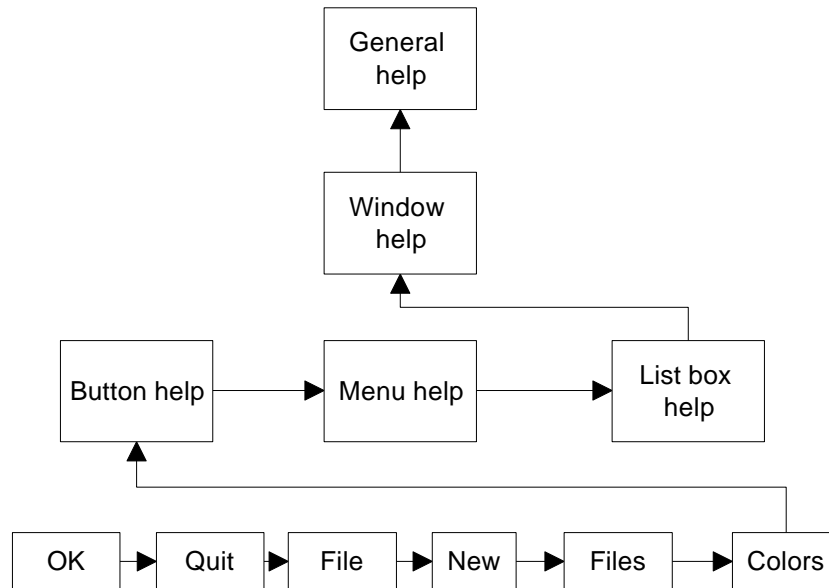 General
help
Window
help
Button help
Menu help
List box
help
OK
Quit
File
New
Files
Colors